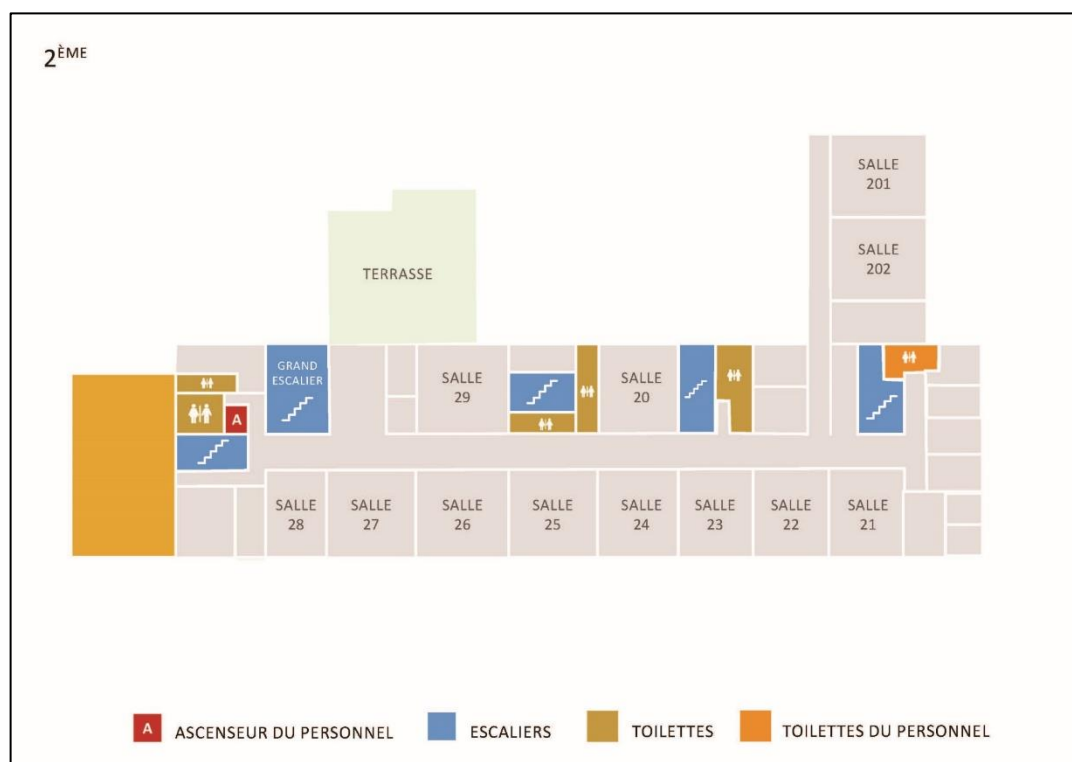 2ÈME
SALLE
201
SALLE
202
TERRASSE
GRAND
ESCALIER
SALLE
29
SALLE
20
A
SALLE
28
SALLE
27
SALLE
26
SALLE
25
SALLE
24
SALLE
23
SALLE
22
SALLE
21
A ASCENSEUR DU PERSONNEL
ESCALIERS
TOILETTES
TOILETTES DU PERSONNEL